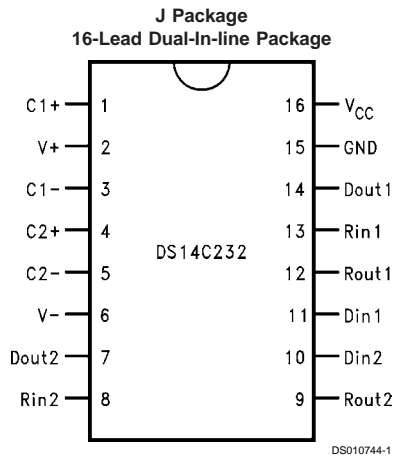 J Package
16-Lead Dual-In-line Package
C1+ 1 16 VCC
V+ 2 15 GND
C1- 3 14 Dout1
C2+ 4 13 Rin1
DS14C232
C2- 5 12 Rout1
V- 6 11 Din1
Dout2 7 10 Din2
Rin2 8 9 Rout2
DS010744-1